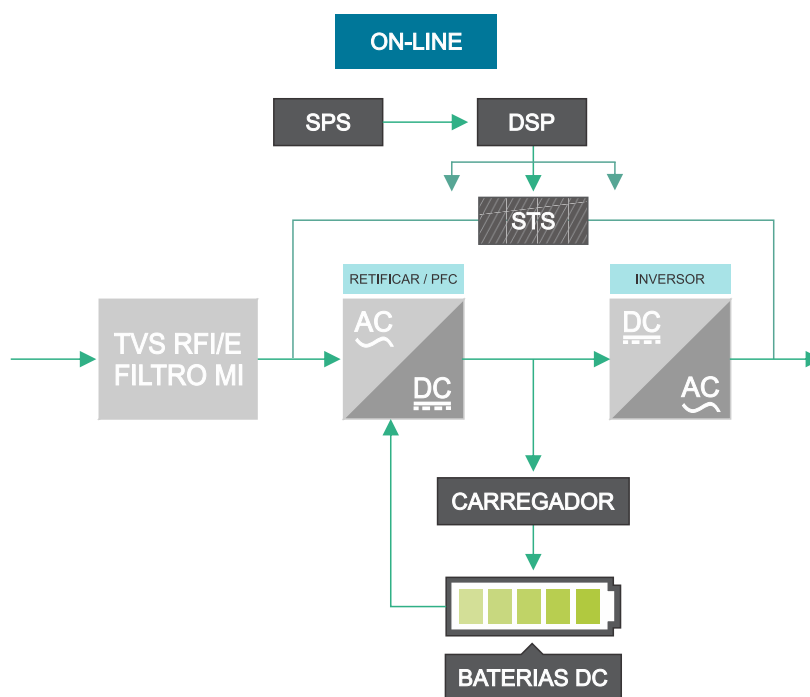 ON-LINE
SPS
DSP
STS
RETIFICAR / PFC
INVERSOR
TVS RFI/E
FILTRO MI
AC
DC
DC
AC
CARREGADOR
BATERIAS DC